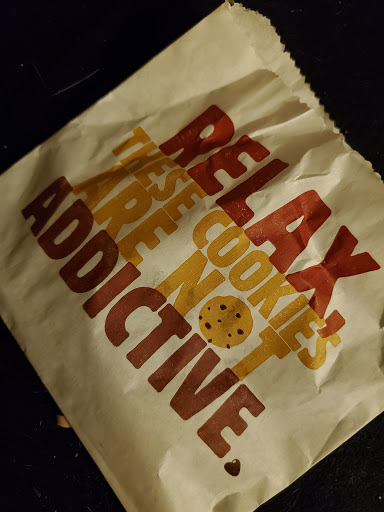 RELAX,
THESE COOKIES
ARE NOT
ADDICTIVE.